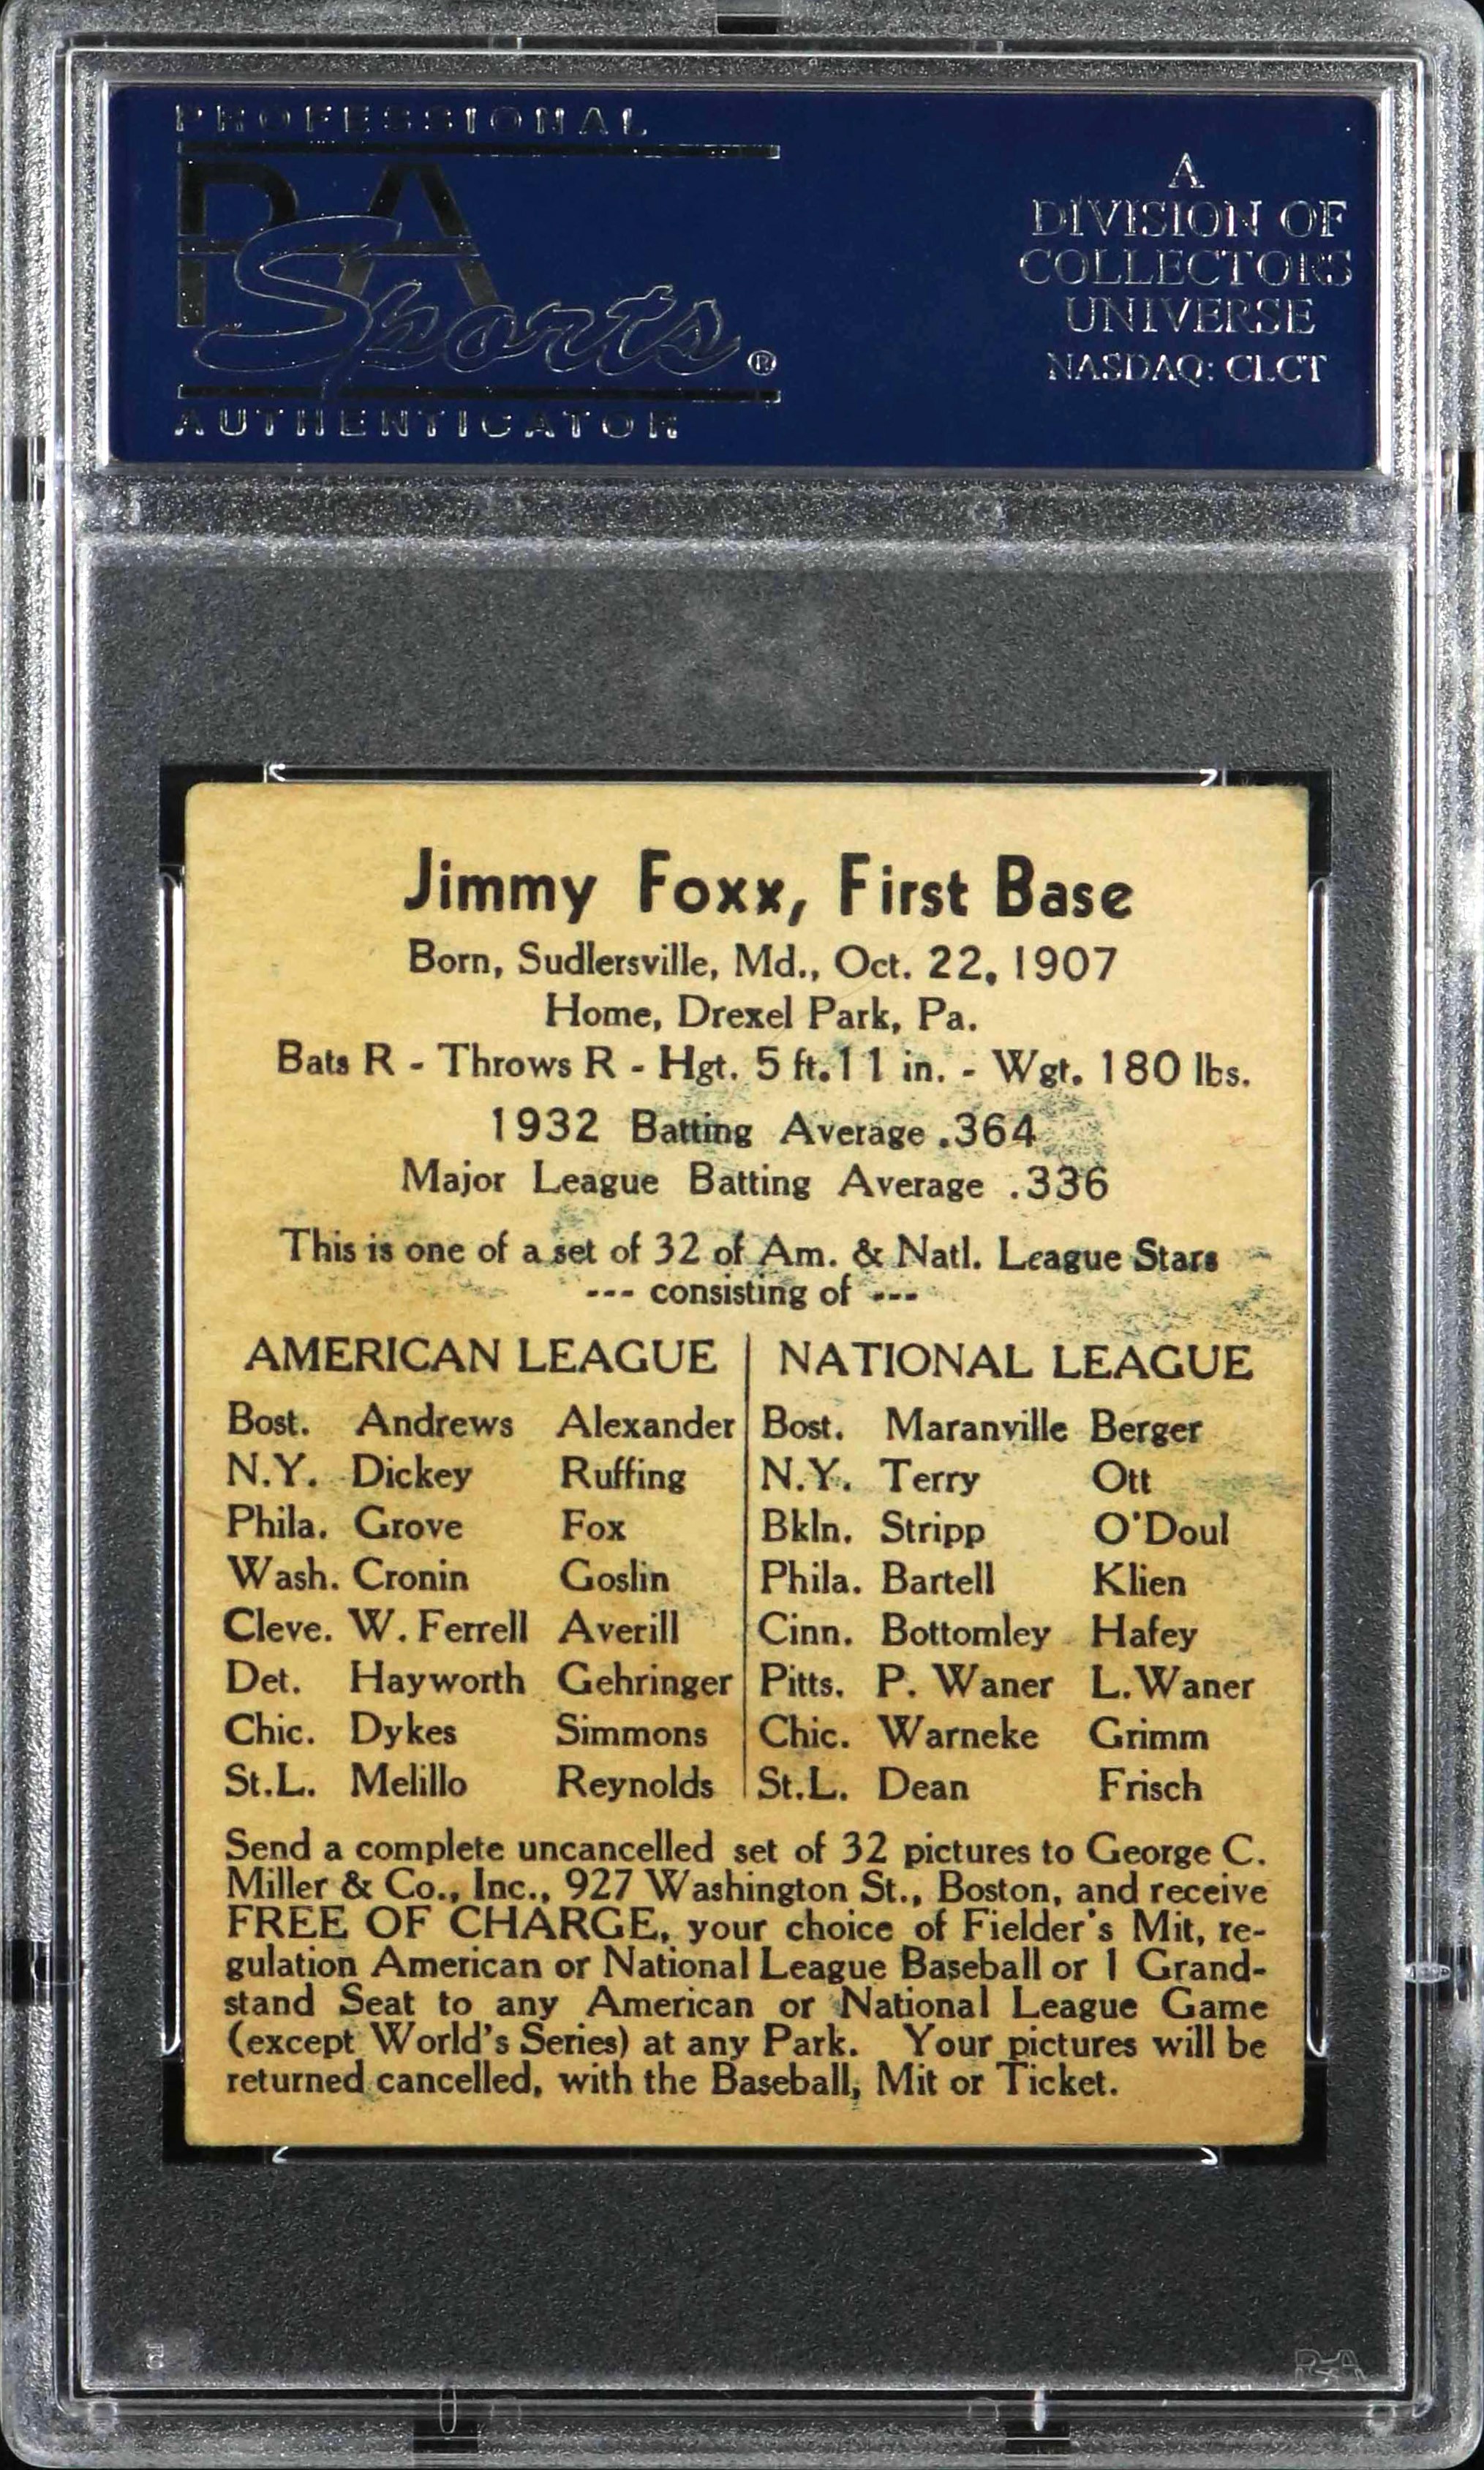 PROFESSIONAL
PSA
Sports®
AUTHENTICATOR
A
DIVISION OF
COLLECTORS
UNIVERSE
NASDAQ: CLCT
Jimmy Foxx, First Base
Born, Sudlersville, Md., Oct. 22, 1907
Home, Drexel Park, Pa.
Bats R - Throws R - Hgt. 5 ft. 11 in. - Wgt. 180 lbs.
1932 Batting Average .364
Major League Batting Average .336
This is one of a set of 32 of Am. & Natl. League Stars
--- consisting of ---
AMERICAN LEAGUE | NATIONAL LEAGUE
Bost. Andrews Alexander | Bost. Maranville Berger
N.Y. Dickey Ruffing | N.Y. Terry Ott
Phila. Grove Fox | Bkln. Stripp O'Doul
Wash. Cronin Goslin | Phila. Bartell Klien
Cleve. W. Ferrell Averill | Cinn. Bottomley Hafey
Det. Hayworth Gehringer | Pitts. P. Waner L. Waner
Chic. Dykes Simmons | Chic. Warneke Grimm
St.L. Melillo Reynolds | St.L. Dean Frisch
Send a complete uncancelled set of 32 pictures to George C.
Miller & Co., Inc., 927 Washington St., Boston, and receive
FREE OF CHARGE, your choice of Fielder's Mit, re-
gulation American or National League Baseball or 1 Grand-
stand Seat to any American or National League Game
(except World's Series) at any Park. Your pictures will be
returned cancelled, with the Baseball, Mit or Ticket.
PSA